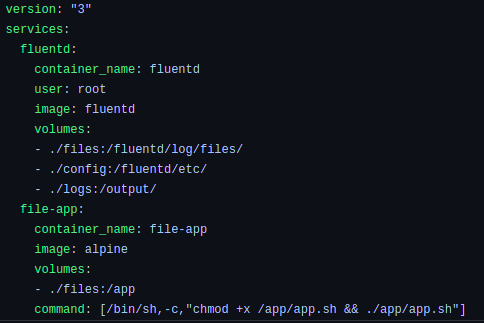 version: "3"
services:
  fluentd:
    container_name: fluentd
    user: root
    image: fluentd
    volumes:
    - ./files:/fluentd/log/files/
    - ./config:/fluentd/etc/
    - ./logs:/output/
  file-app:
    container_name: file-app
    image: alpine
    volumes:
    - ./files:/app
    command: [/bin/sh,-c,"chmod +x /app/app.sh && ./app/app.sh"]